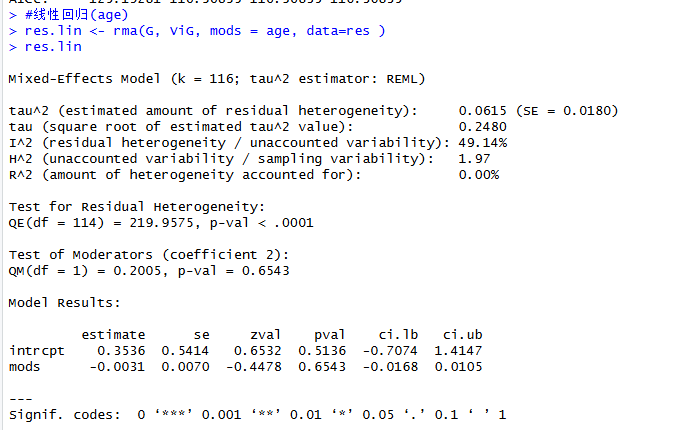 > #线性回归(age)
> res.lin <- rma(G, ViG, mods = age, data=res )
> res.lin
Mixed-Effects Model (k = 116; tau^2 estimator: REML)
tau^2 (estimated amount of residual heterogeneity):     0.0615 (SE = 0.0180)
tau (square root of estimated tau^2 value):             0.2480
I^2 (residual heterogeneity / unaccounted variability): 49.14%
H^2 (unaccounted variability / sampling variability):   1.97
R^2 (amount of heterogeneity accounted for):            0.00%
Test for Residual Heterogeneity:
QE(df = 114) = 219.9575, p-val < .0001
Test of Moderators (coefficient 2):
QM(df = 1) = 0.2005, p-val = 0.6543
Model Results:
         estimate      se     zval    pval    ci.lb   ci.ub
intrcpt    0.3536  0.5414   0.6532  0.5136  -0.7074  1.4147
mods      -0.0031  0.0070  -0.4478  0.6543  -0.0168  0.0105
---
Signif. codes:  0 ‘***’ 0.001 ‘**’ 0.01 ‘*’ 0.05 ‘.’ 0.1 ‘ ’ 1